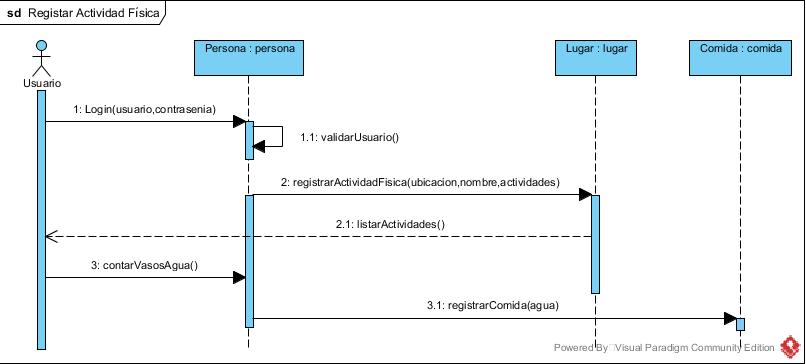 sd Registar Actividad Física
Persona : persona
Lugar : lugar
Comida : comida
Usuario
1: Login(usuario,contrasenia)
1.1: validarUsuario()
2: registrarActividadFisica(ubicacion,nombre,actividades)
2.1: listarActividades()
3: contarVasosAgua()
3.1: registrarComida(agua)
Powered By Visual Paradigm Community Edition